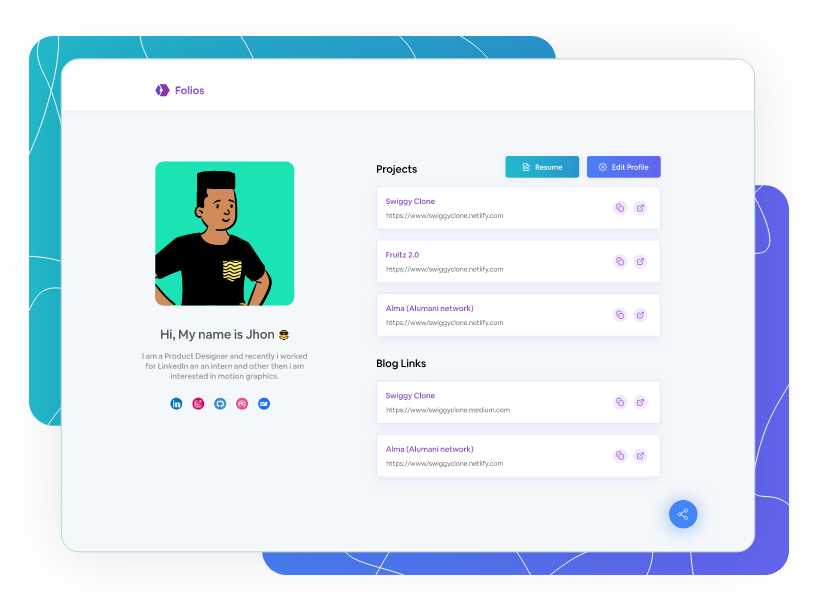 Folios
Hi, My name is Jhon
I am a Product Designer and recently i worked
for LinkedIn an an intern and other then i am
interested in motion graphics.
Projects
Resume
Edit Profile
Swiggy Clone
https://www/swiggyclone.netlify.com
Fruitz 2.0
https://www/swiggyclone.netlify.com
Alma (Alumani network)
https://www/swiggyclone.netlify.com
Blog Links
Swiggy Clone
https://www/swiggyclone.medium.com
Alma (Alumani network)
https://www/swiggyclone.netlify.com